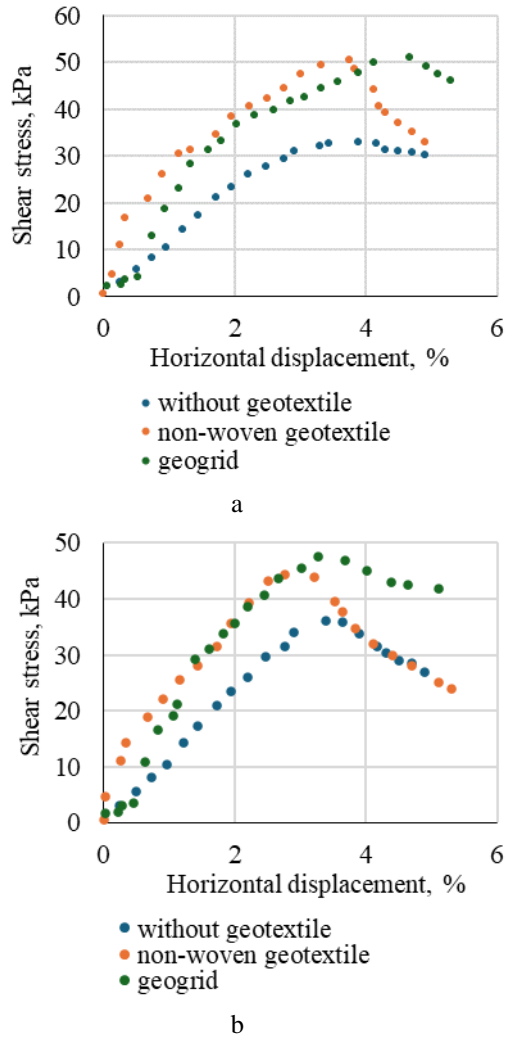 60
50
40
30
20
10
0
0 2 4 6
Shear stress, kPa
Horizontal displacement, %
without geotextile
non-woven geotextile
geogrid
a
50
40
30
20
10
0
0 2 4 6
Shear stress, kPa
Horizontal displacement, %
without geotextile
non-woven geotextile
geogrid
b